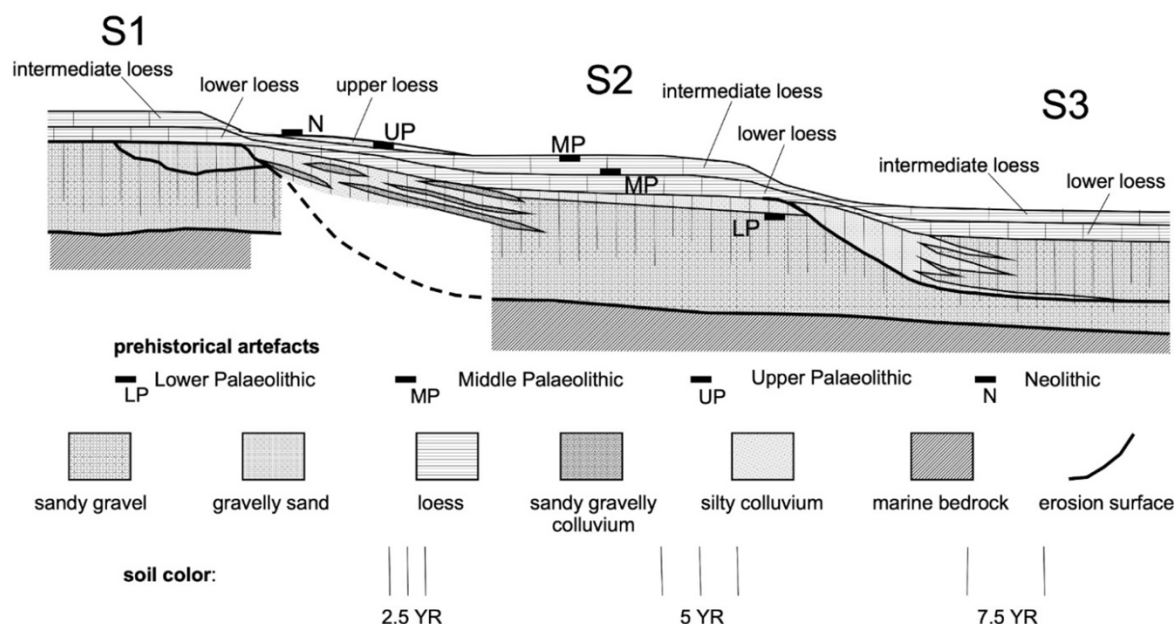 S1
intermediate loess
lower loess
upper loess
N
UP
S2
MP
MP
LP
intermediate loess
lower loess
S3
intermediate loess
lower loess
prehistorical artefacts
LP Lower Palaeolithic
MP Middle Palaeolithic
UP Upper Palaeolithic
N Neolithic
sandy gravel
gravelly sand
loess
sandy gravelly
colluvium
silty colluvium
marine bedrock
erosion surface
soil color:
2.5 YR
5 YR
7.5 YR